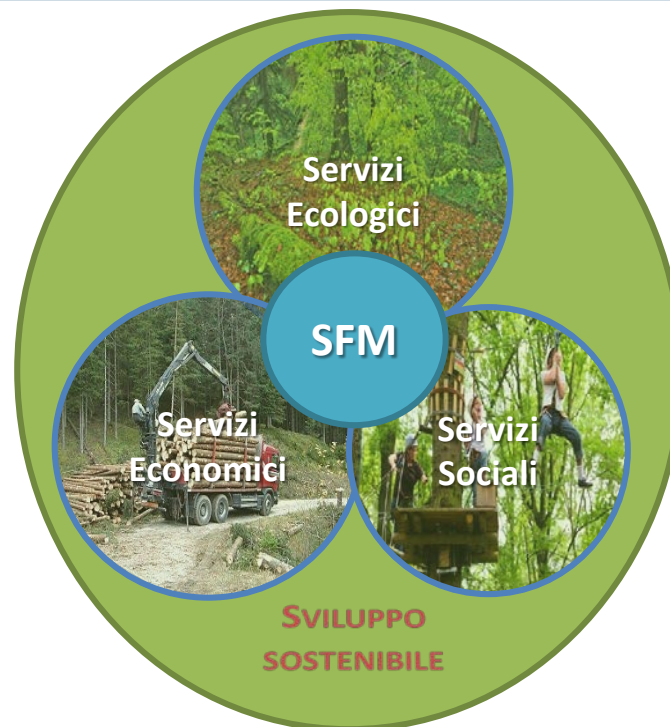 Servizi
Ecologici
SFM
Servizi
Economici
Servizi
Sociali
SVILUPPO
SOSTENIBILE